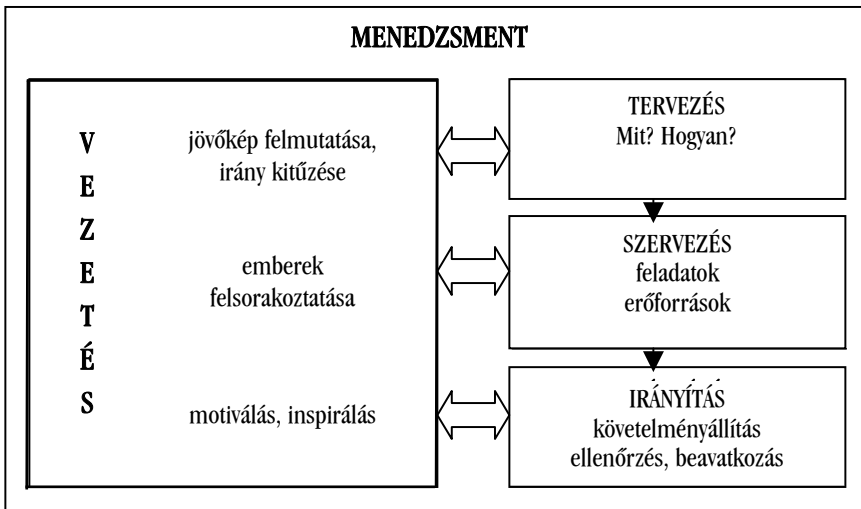 MENEDZSMENT
VEZETÉS
jövőkép felmutatása,
irány kitűzése
emberek
felsorakoztatása
motiválás, inspirálás
TERVEZÉS
Mit? Hogyan?
SZERVEZÉS
feladatok
erőforrások
IRÁNYÍTÁS
követelményállítás
ellenőrzés, beavatkozás